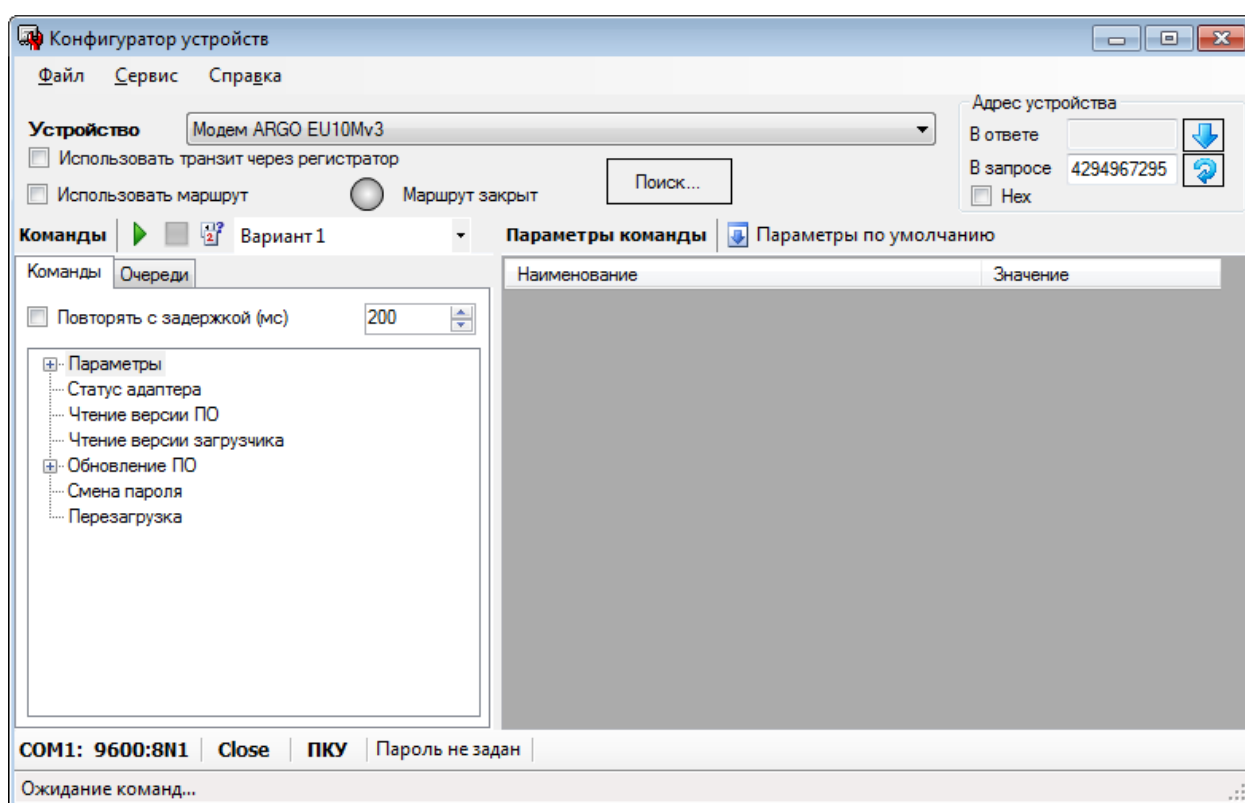 Конфигуратор устройств
Файл Сервис Справка
Адрес устройства
Устройство Модем ARGO EU10Mv3
В ответе
Использовать транзит через регистратор
В запросе 4294967295
Использовать маршрут Маршрут закрыт Поиск...
Hex
Команды Вариант 1 Параметры команды Параметры по умолчанию
Команды Очереди Наименование Значение
Повторять с задержкой (мс) 200
Параметры
Статус адаптера
Чтение версии ПО
Чтение версии загрузчика
Обновление ПО
Смена пароля
Перезагрузка
COM1: 9600:8N1 Close ПКУ Пароль не задан
Ожидание команд...